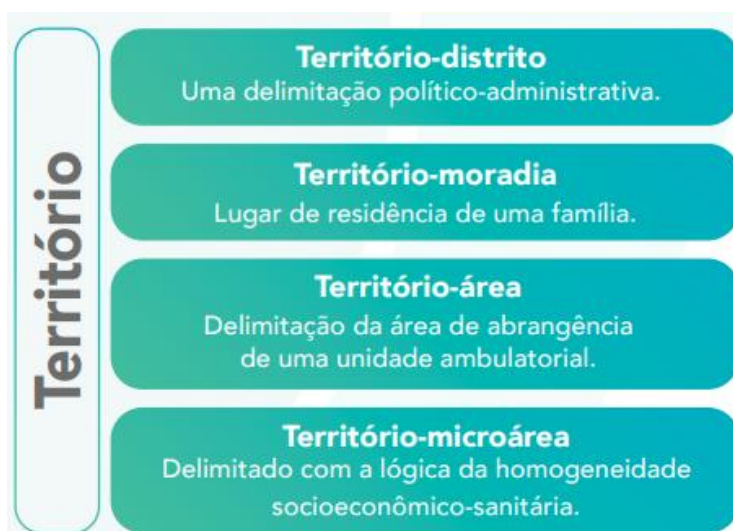 Território
Território-distrito
Uma delimitação político-administrativa.
Território-moradia
Lugar de residência de uma família.
Território-área
Delimitação da área de abrangência
de uma unidade ambulatorial.
Território-microárea
Delimitado com a lógica da homogeneidade
socioeconômico-sanitária.